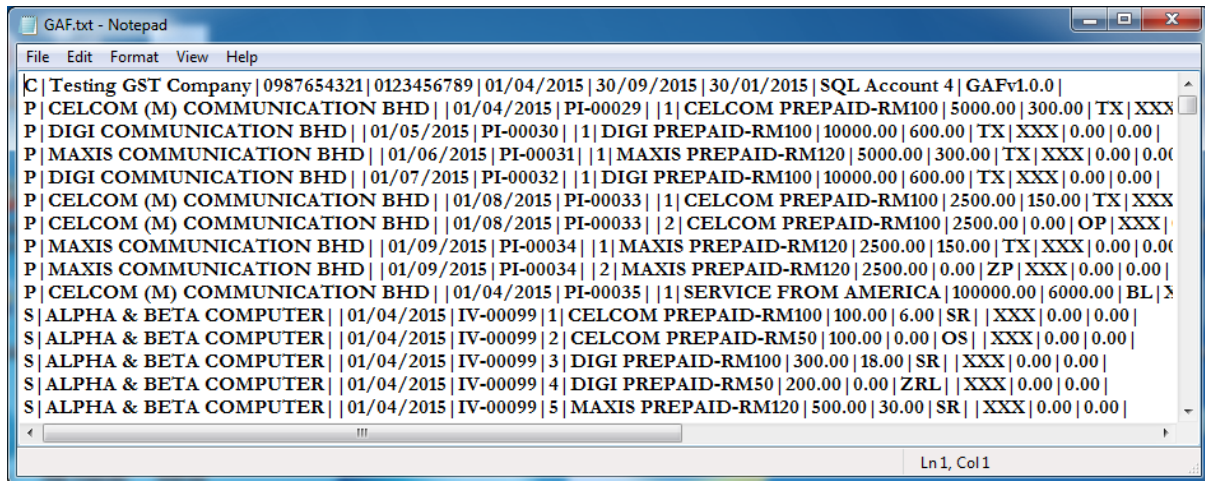 GAF.txt - Notepad
File Edit Format View Help
C|Testing GST Company|0987654321|0123456789|01/04/2015|30/09/2015|30/01/2015|SQL Account 4|GAFv1.0.0|
P|CELCOM (M) COMMUNICATION BHD||01/04/2015|PI-00029||1|CELCOM PREPAID-RM100|5000.00|300.00|TX|XXX
P|DIGI COMMUNICATION BHD||01/05/2015|PI-00030||1|DIGI PREPAID-RM100|10000.00|600.00|TX|XXX|0.00|0.00|
P|MAXIS COMMUNICATION BHD||01/06/2015|PI-00031||1|MAXIS PREPAID-RM120|5000.00|300.00|TX|XXX|0.00|0.00
P|DIGI COMMUNICATION BHD||01/07/2015|PI-00032||1|DIGI PREPAID-RM100|10000.00|600.00|TX|XXX|0.00|0.00|
P|CELCOM (M) COMMUNICATION BHD||01/08/2015|PI-00033||1|CELCOM PREPAID-RM100|2500.00|150.00|TX|XXX
P|CELCOM (M) COMMUNICATION BHD||01/08/2015|PI-00033||2|CELCOM PREPAID-RM100|2500.00|0.00|OP|XXX|
P|MAXIS COMMUNICATION BHD||01/09/2015|PI-00034||1|MAXIS PREPAID-RM120|2500.00|150.00|TX|XXX|0.00|0.00
P|MAXIS COMMUNICATION BHD||01/09/2015|PI-00034||2|MAXIS PREPAID-RM120|2500.00|0.00|ZP|XXX|0.00|0.00|
P|CELCOM (M) COMMUNICATION BHD||01/04/2015|PI-00035||1|SERVICE FROM AMERICA|100000.00|6000.00|BL|X
S|ALPHA & BETA COMPUTER||01/04/2015|IV-00099|1|CELCOM PREPAID-RM100|100.00|6.00|SR||XXX|0.00|0.00|
S|ALPHA & BETA COMPUTER||01/04/2015|IV-00099|2|CELCOM PREPAID-RM50|100.00|0.00|OS||XXX|0.00|0.00|
S|ALPHA & BETA COMPUTER||01/04/2015|IV-00099|3|DIGI PREPAID-RM100|300.00|18.00|SR||XXX|0.00|0.00|
S|ALPHA & BETA COMPUTER||01/04/2015|IV-00099|4|DIGI PREPAID-RM50|200.00|0.00|ZRL||XXX|0.00|0.00|
S|ALPHA & BETA COMPUTER||01/04/2015|IV-00099|5|MAXIS PREPAID-RM120|500.00|30.00|SR||XXX|0.00|0.00|
Ln 1, Col 1